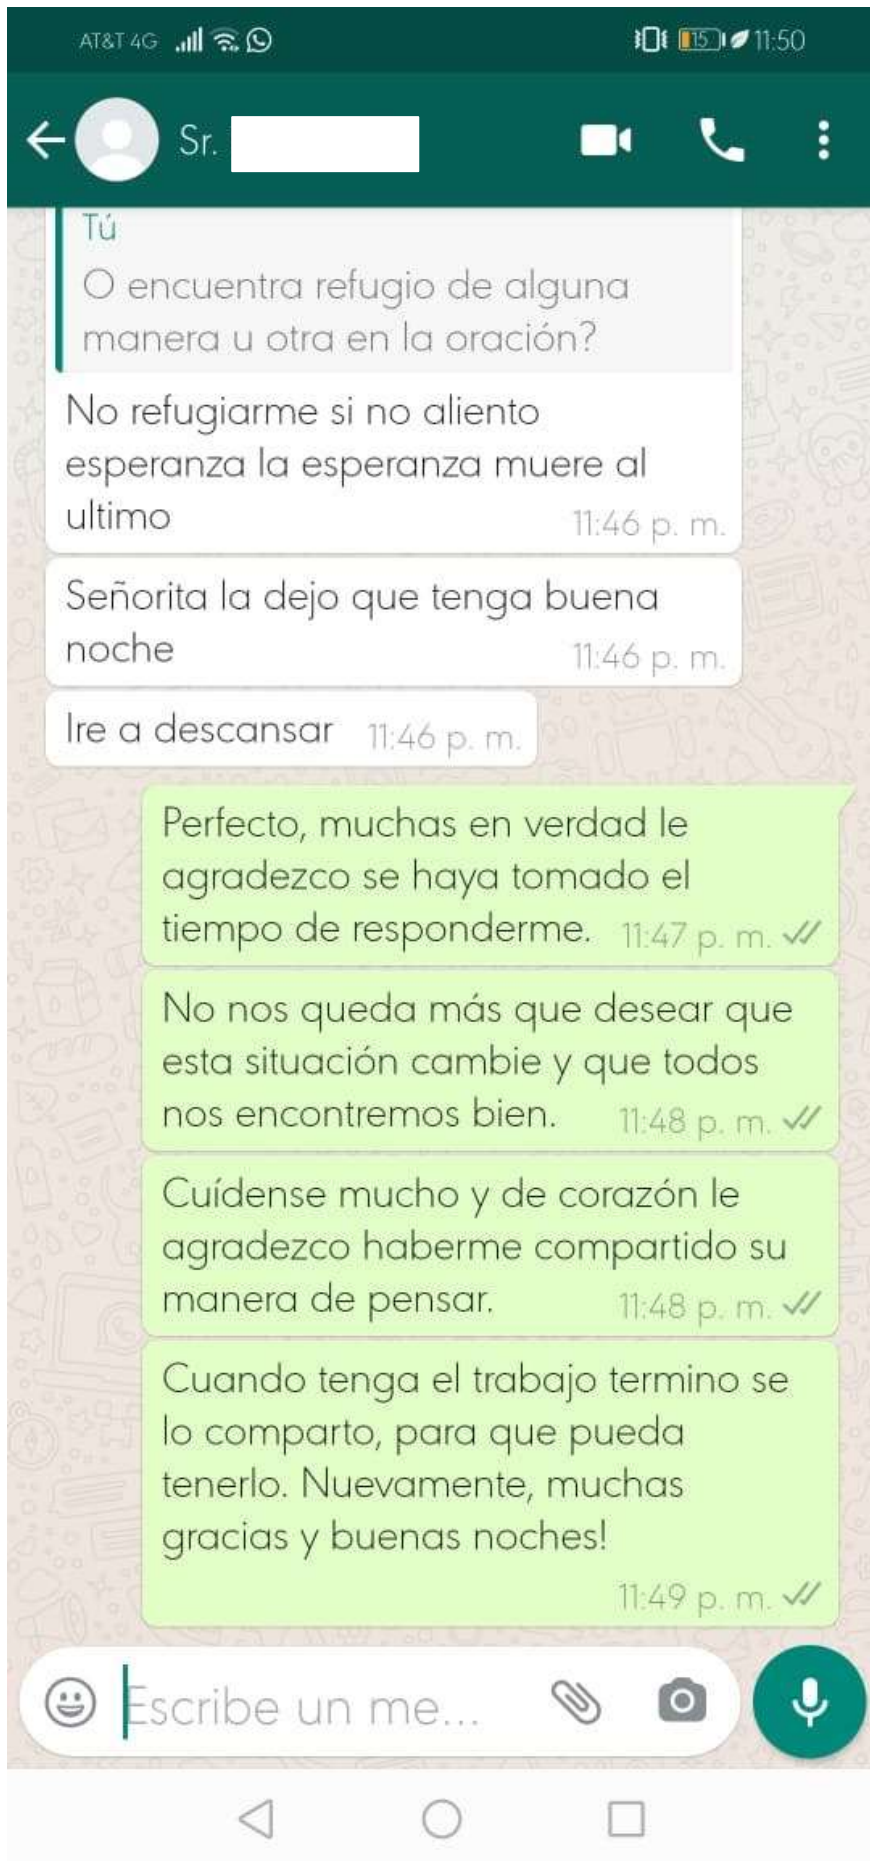 AT&T 4G 15 11:50
Sr.
Tú
O encuentra refugio de alguna
manera u otra en la oración?
No refugiarme si no aliento
esperanza la esperanza muere al
ultimo 11:46 p. m.
Señorita la dejo que tenga buena
noche 11:46 p. m.
Ire a descansar 11:46 p. m.
Perfecto, muchas en verdad le
agradezco se haya tomado el
tiempo de responderme. 11:47 p. m.
No nos queda más que desear que
esta situación cambie y que todos
nos encontremos bien. 11:48 p. m.
Cuídense mucho y de corazón le
agradezco haberme compartido su
manera de pensar. 11:48 p. m.
Cuando tenga el trabajo termino se
lo comparto, para que pueda
tenerlo. Nuevamente, muchas
gracias y buenas noches!
11:49 p. m.
Escribe un me...